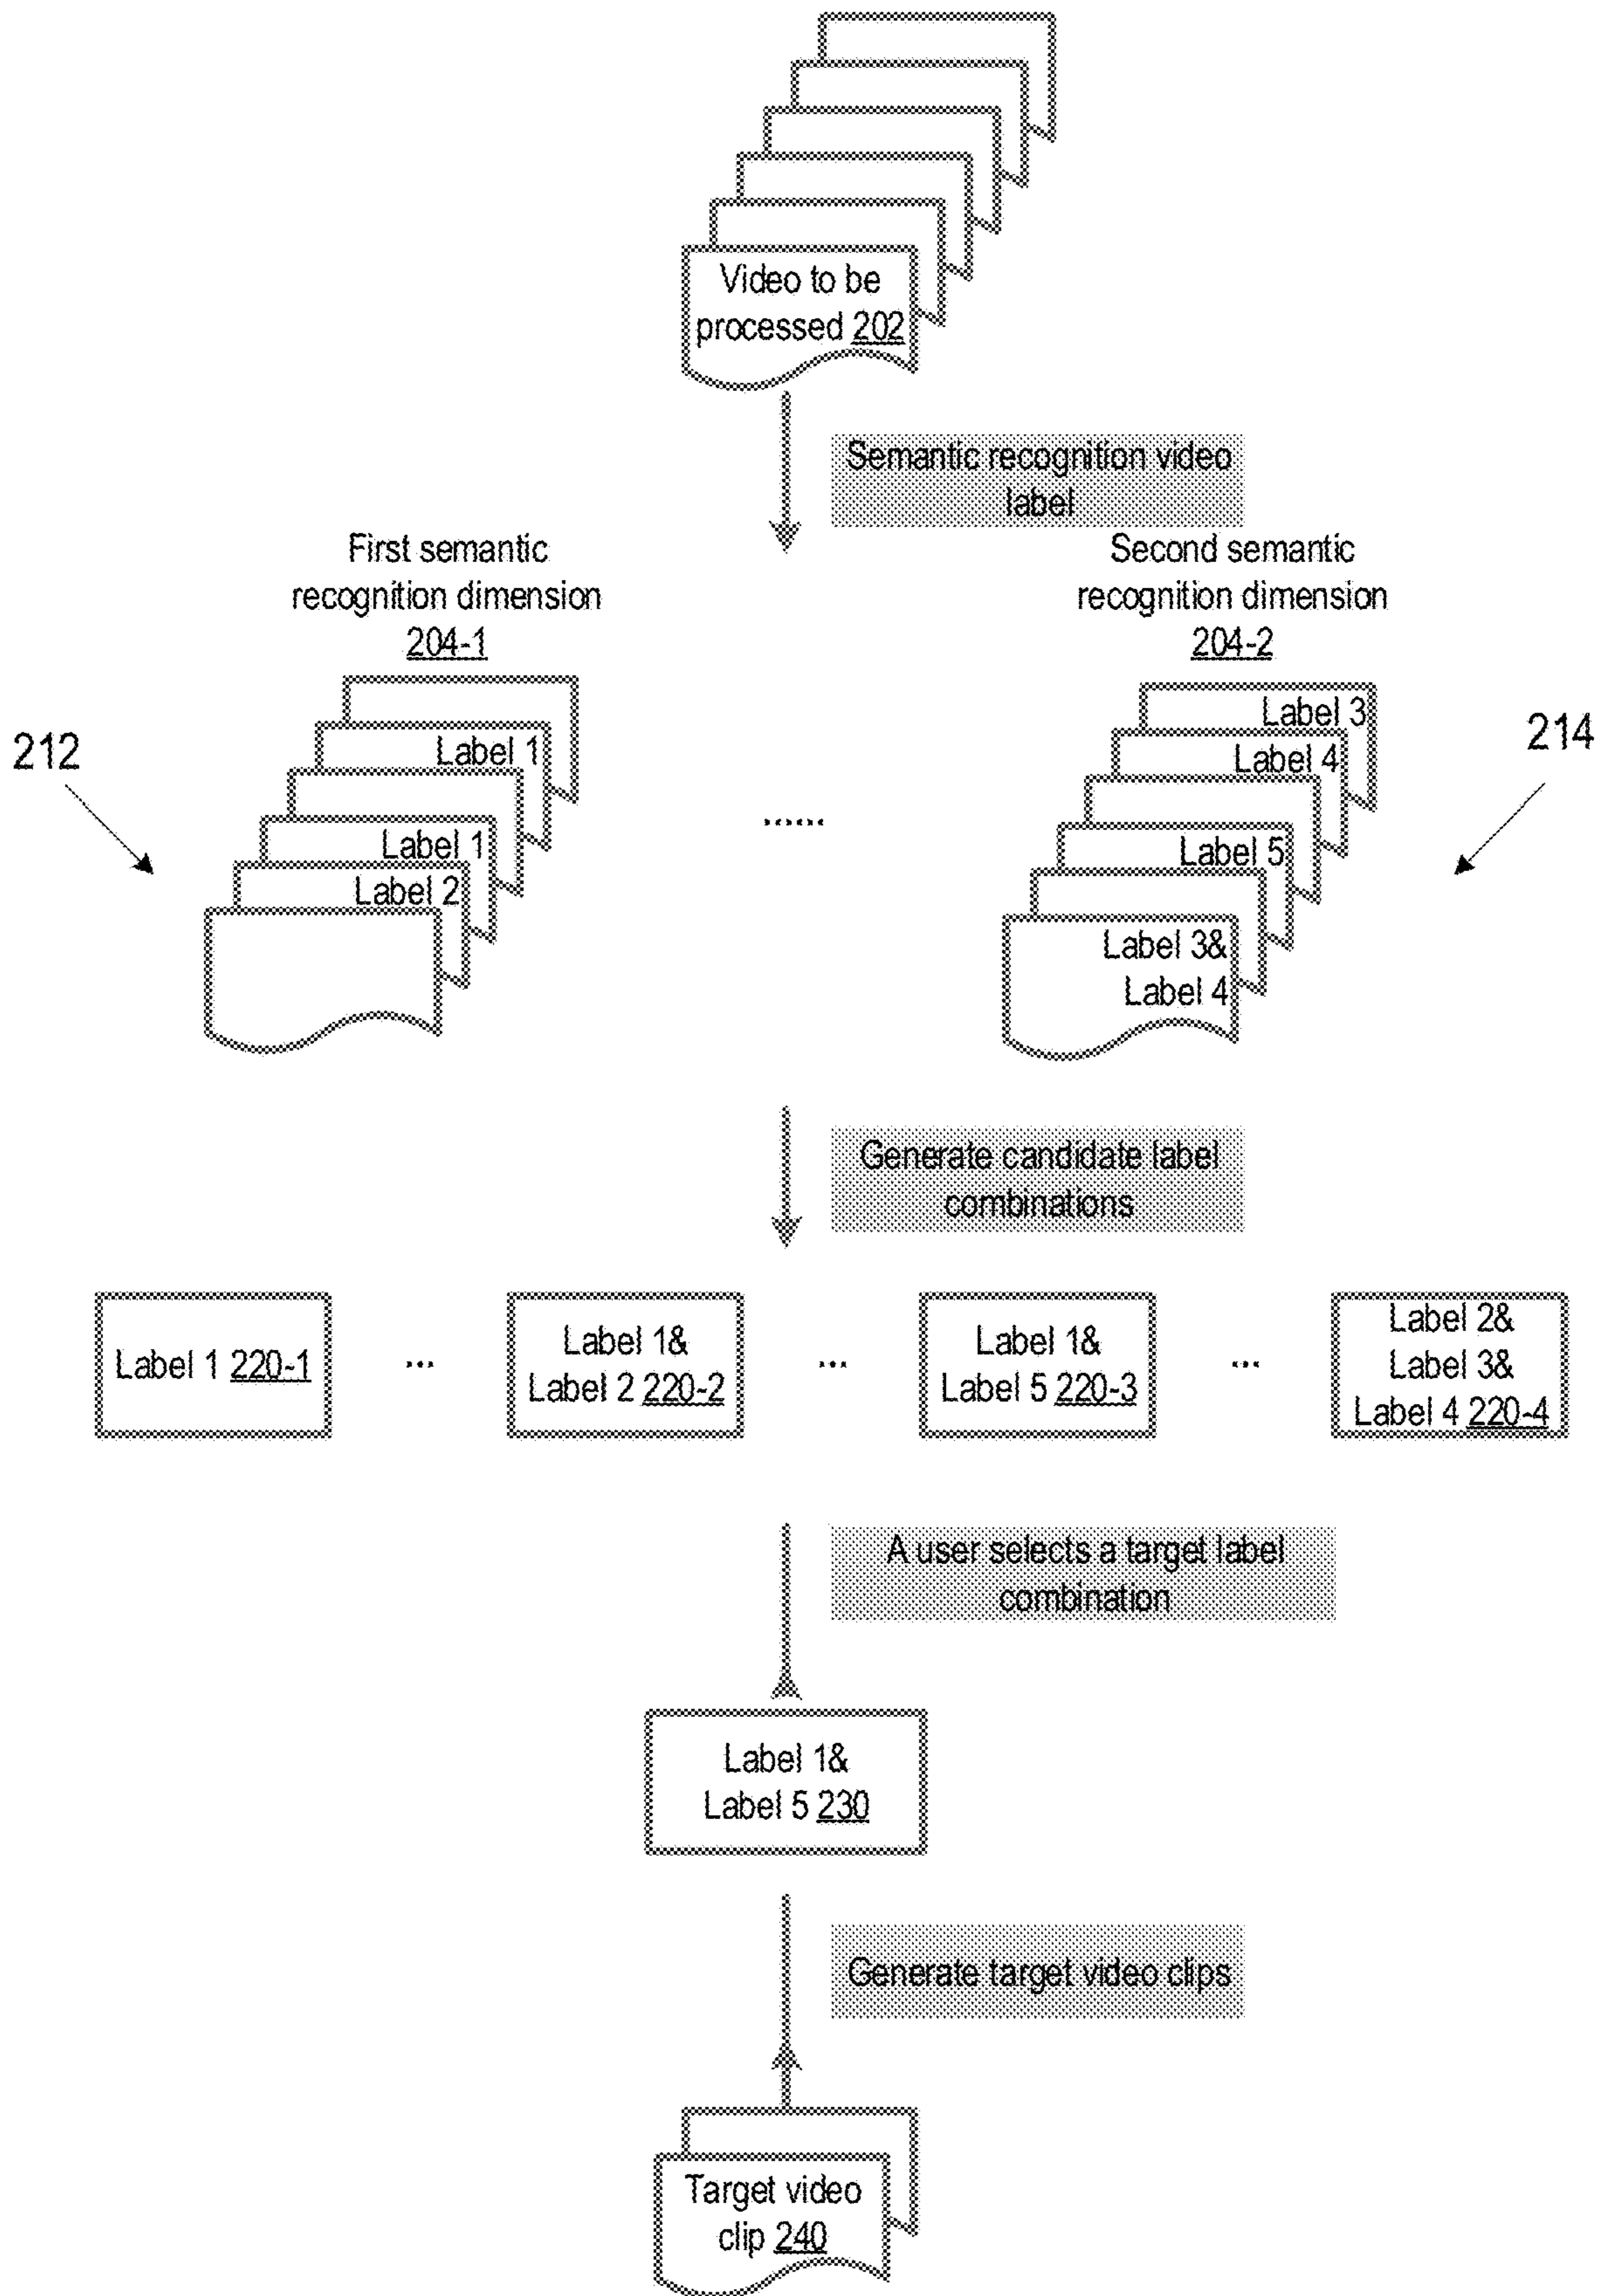 Video to be
processed 202
Semantic recognition video
label
First semantic
recognition dimension
204-1
Second semantic
recognition dimension
204-2
212
Label 1
Label 1
Label 2
.....
Label 3
Label 4
Label 5
Label 3&
Label 4
214
Generate candidate label
combinations
Label 1 220-1
...
Label 1&
Label 2 220-2
...
Label 1&
Label 5 220-3
...
Label 2&
Label 3&
Label 4 220-4
A user selects a target label
combination
Label 1&
Label 5 230
Generate target video clips
Target video
clip 240